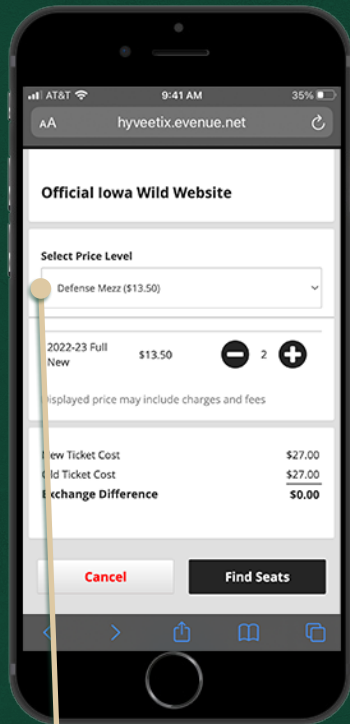 AT&T 9:41 AM 35%
AA hyveetix.evenue.net
Official Iowa Wild Website
Select Price Level
Defense Mezz ($13.50)
2022-23 Full New $13.50 2
Displayed price may include charges and fees
New Ticket Cost $27.00
Old Ticket Cost $27.00
Exchange Difference $0.00
Cancel Find Seats